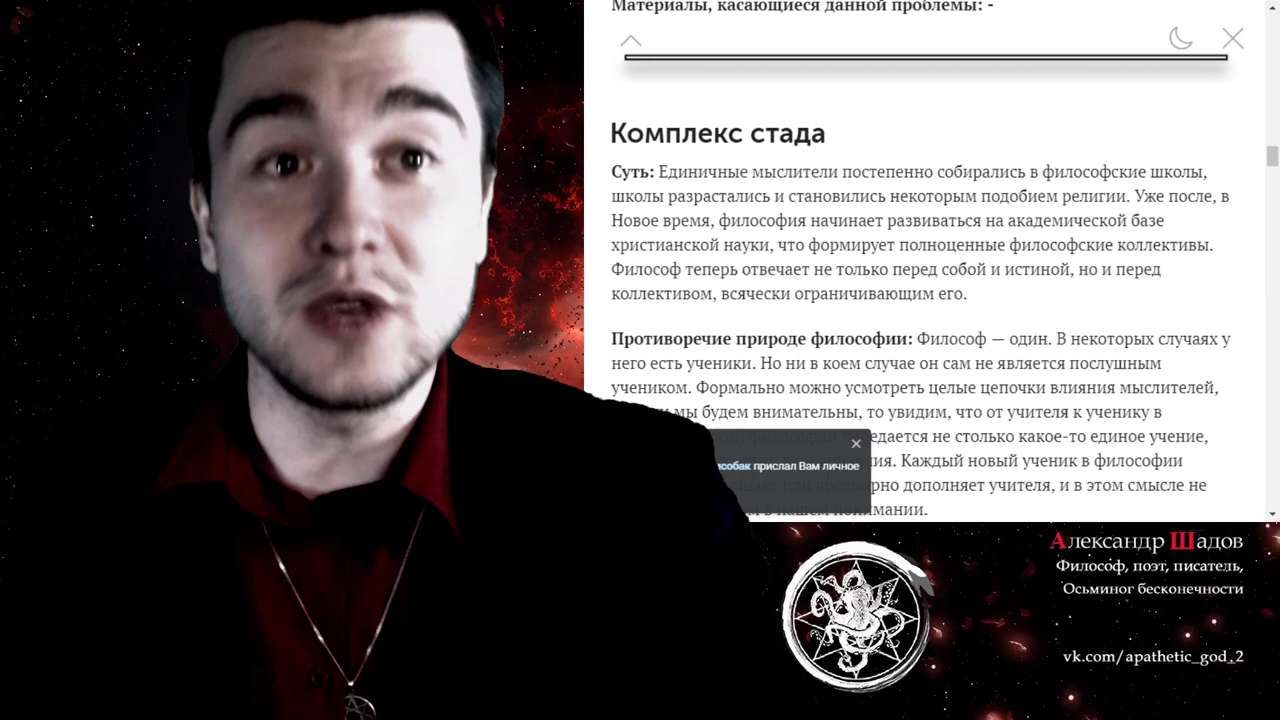 Материалы, касающиеся данной проблемы: -
Комплекс стада
Суть: Единичные мыслители постепенно собирались в философские школы,
школы разрастались и становились некоторым подобием религии. Уже после, в
Новое время, философия начинает развиваться на академической базе
христианской науки, что формирует полноценные философские коллективы.
Философ теперь отвечает не только перед собой и истиной, но и перед
коллективом, всячески ограничивающим его.
Противоречие природе философии: Философ — один. В некоторых случаях у
него есть ученики. Но ни в коем случае он сам не является послушным
учеником. Формально можно усмотреть целые цепочки влияния мыслителей,
мы будем внимательны, то увидим, что от учителя к ученику в
философии передается не столько какое-то единое учение,
Каждый новый ученик в философии
или чрезмерно дополняет учителя, и в этом смысле не
в нашем понимании.
прислал Вам личное
Александр Шадов
Философ, поэт, писатель,
Осьминог бесконечности
vk.com/apathetic_god_2